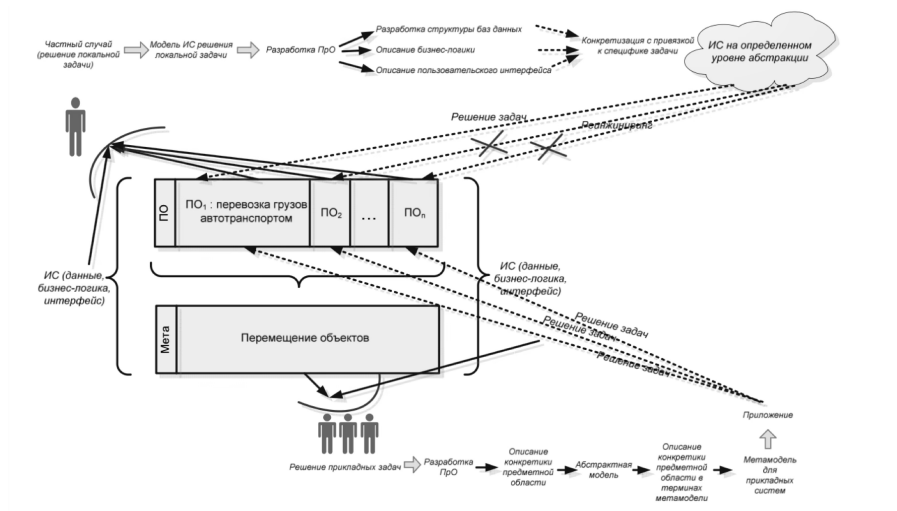 Частный случай
(решение локальной
задачи)
Модель ИС решения
локальной задачи
Разработка ПрО
Разработка структуры баз данных
Описание бизнес-логики
Описание пользовательского интерфейса
Конкретизация с привязкой
к специфике задачи
ИС на определенном
уровне абстракции
Решение задач
Реинжиниринг
ПО
ПО1 : перевозка грузов
автотранспортом
ПО2
...
ПОn
ИС (данные,
бизнес-логика,
интерфейс)
ИС (данные,
бизнес-логика,
интерфейс)
Мета
Перемещение объектов
Решение задач
Решение задач
Решение задач
Приложение
Решение прикладных задач
Разработка
ПрО
Описание
конкретики
предметной
области
Абстрактная
модель
Описание
конкретики
предметной
области в
терминах
метамодели
Метамодель
для
прикладных
систем